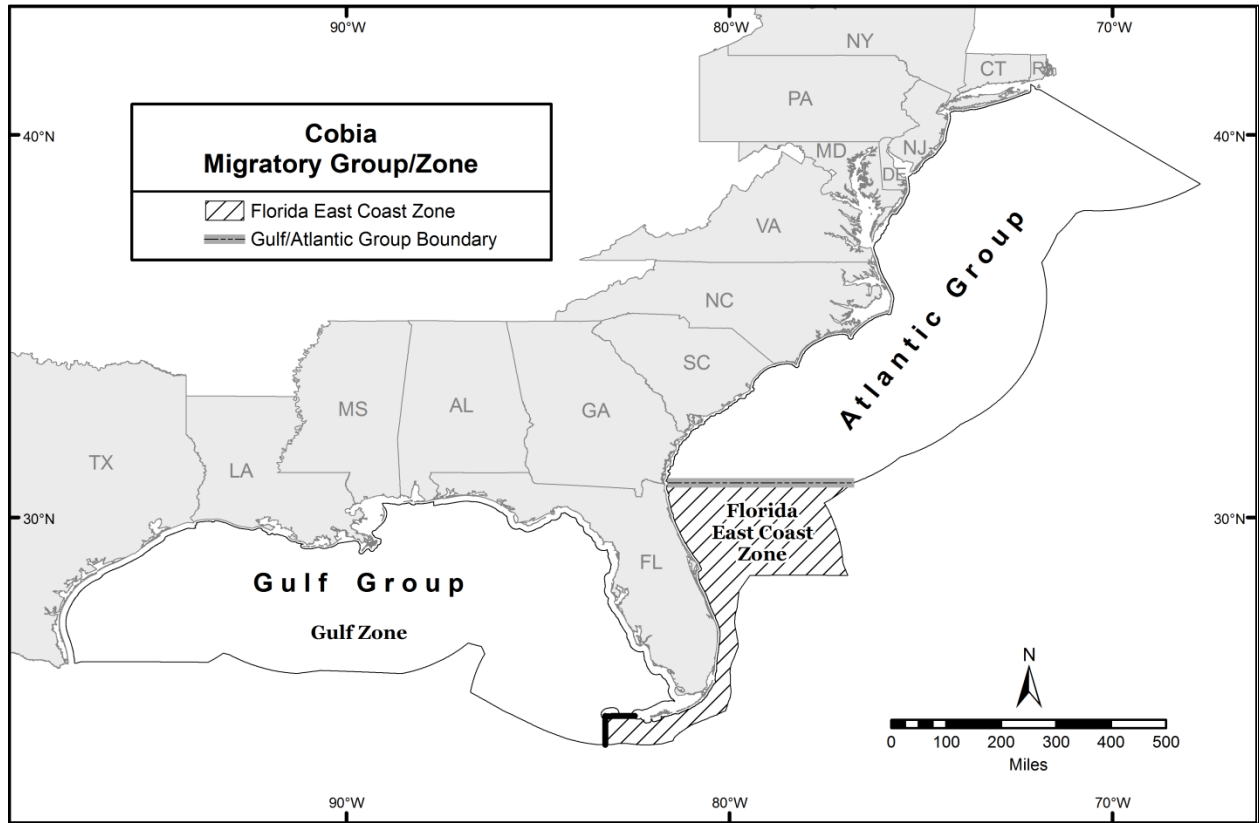 90°W
80°W
70°W
NY
CT
RI
PA
40°N
40°N
Cobia
Migratory Group/Zone
Florida East Coast Zone
Gulf/Atlantic Group Boundary
MD
NJ
DE
VA
Atlantic Group
NC
SC
MS
AL
GA
TX
LA
30°N
30°N
Florida
East Coast
Zone
FL
Gulf Group
Gulf Zone
N
0 100 200 300 400 500
Miles
90°W
80°W
70°W